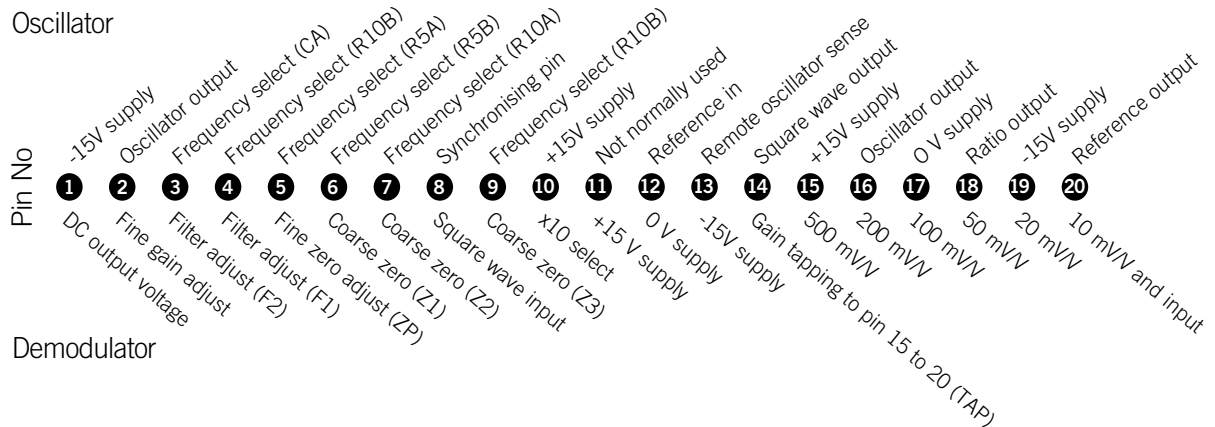 Oscillator
-15V supply
Oscillator output
Frequency select (CA)
Frequency select (R10B)
Frequency select (R5A)
Frequency select (R5B)
Frequency select (R10A)
Synchronising pin
Frequency select (R10B)
+15V supply
Not normally used
Reference in
Remote oscillator sense
Square wave output
+15V supply
Oscillator output
0 V supply
Ratio output
-15V supply
Reference output
Pin No
1 2 3 4 5 6 7 8 9 10 11 12 13 14 15 16 17 18 19 20
DC output voltage
Fine gain adjust
Filter adjust (F2)
Filter adjust (F1)
Fine zero adjust (ZP)
Coarse zero (Z1)
Coarse zero (Z2)
Square wave input
Coarse zero (Z3)
x10 select
+15 V supply
0 V supply
-15V supply
Gain tapping to pin 15 to 20 (TAP)
500 mV/V
200 mV/V
100 mV/V
50 mV/V
20 mV/V
10 mV/V and input
Demodulator